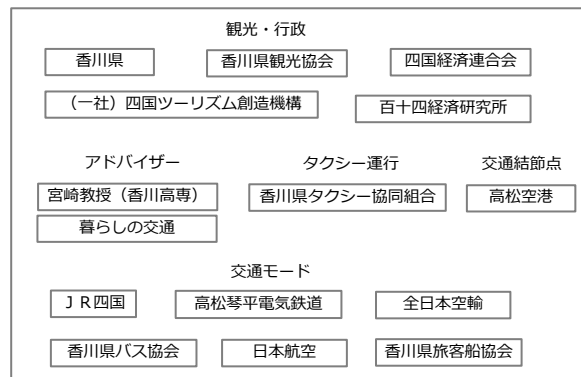 観光・行政
香川県
香川県観光協会
四国経済連合会
（一社）四国ツーリズム創造機構
百十四経済研究所
アドバイザー
タクシー運行
交通結節点
宮崎教授（香川高専）
香川県タクシー協同組合
高松空港
暮らしの交通
交通モード
ＪＲ四国
高松琴平電気鉄道
全日本空輸
香川県バス協会
日本航空
香川県旅客船協会